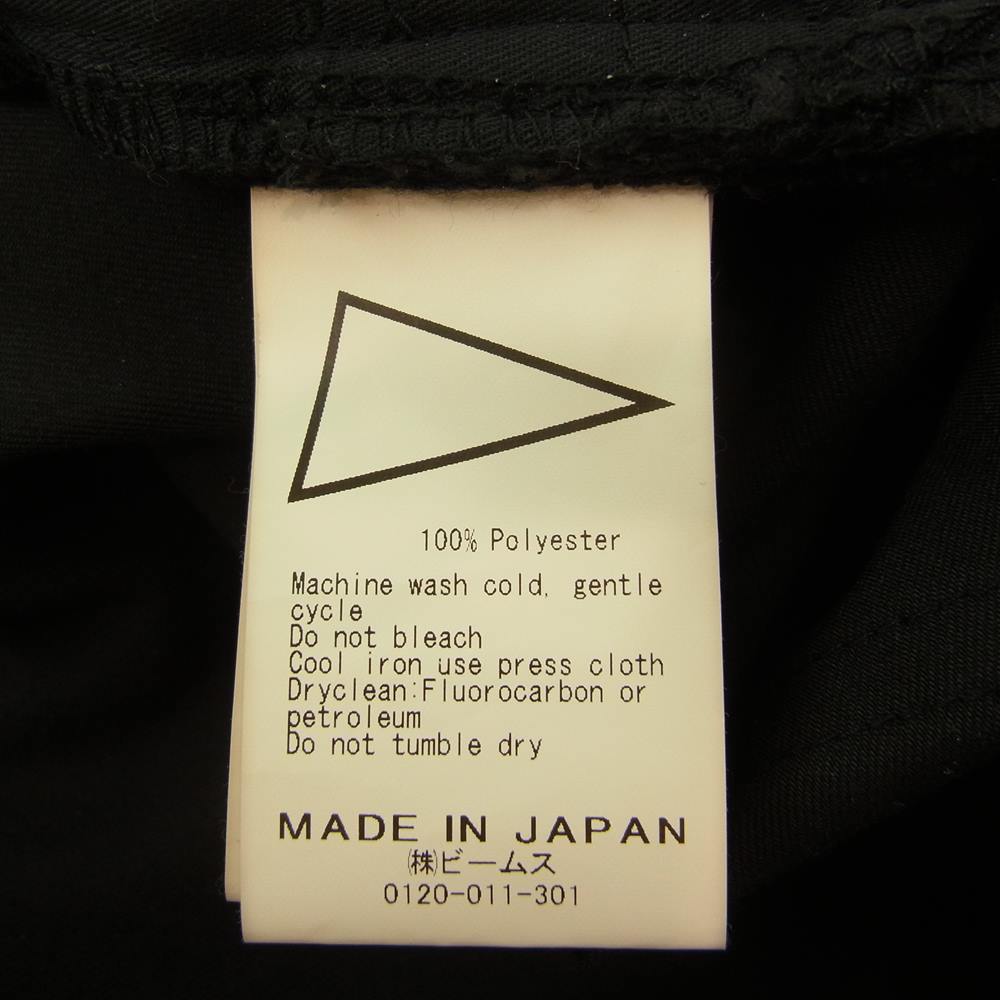 100% Polyester
Machine wash cold, gentle
cycle
Do not bleach
Cool iron use press cloth
Dryclean:Fluorocarbon or
petroleum
Do not tumble dry
MADE IN JAPAN
㈱ビームス
0120-011-301